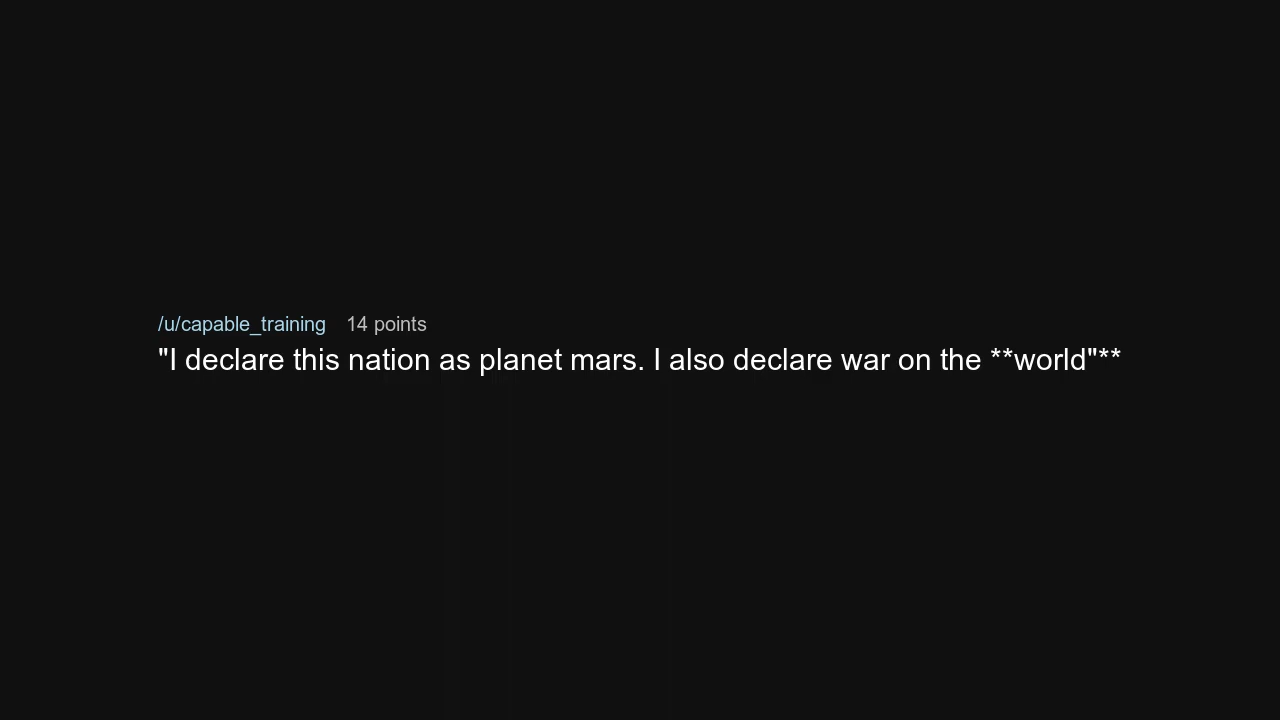 /u/capable_training 14 points
"I declare this nation as planet mars. I also declare war on the **world"**